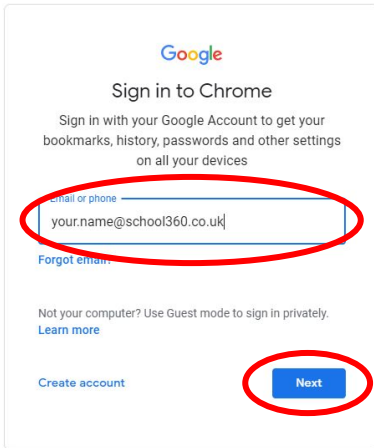 Google
Sign in to Chrome
Sign in with your Google Account to get your
bookmarks, history, passwords and other settings
on all your devices
Email or phone
your.name@school360.co.uk
Forgot email?
Not your computer? Use Guest mode to sign in privately.
Learn more
Create account
Next